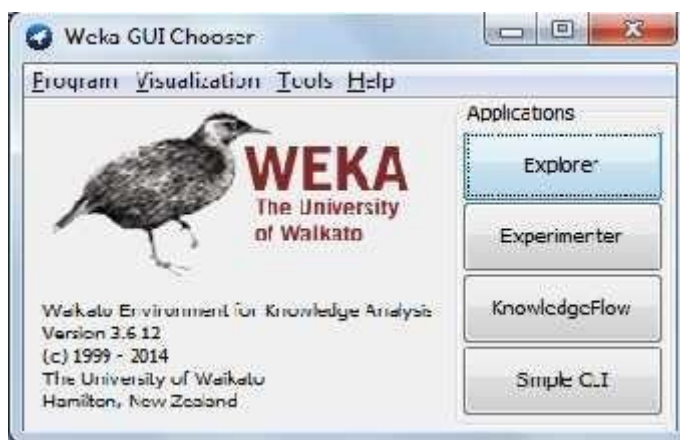 Weka GUI Chooser
Program Visualization Tools Help
WEKA
The University
of Waikato
Waikato Environment for Knowledge Analysis
Version 3.6.12
(c) 1999 - 2014
The University of Waikato
Hamilton, New Zealand
Applications
Explorer
Experimenter
KnowledgeFlow
Simple CLI